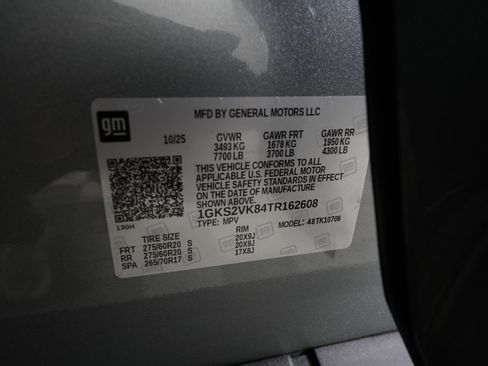 gm
MFD BY GENERAL MOTORS LLC
10/25 GVWR GAWR FRT GAWR RR
3493 KG 1678 KG 1950 KG
7700 LB 3700 LB 4300 LB
THIS VEHICLE CONFORMS TO ALL
APPLICABLE U.S. FEDERAL MOTOR
VEHICLE SAFETY STANDARDS IN EFFECT
ON THE DATE OF MANUFACTURE
SHOWN ABOVE.
1GKS2VK84TR162608
130H TYPE: MPV MODEL: 48TK10706
TIRE SIZE RIM
FRT 275/60R20 S 20X9J
RR 275/60R20 S 20X9J
SPA 265/70R17 S 17X8J